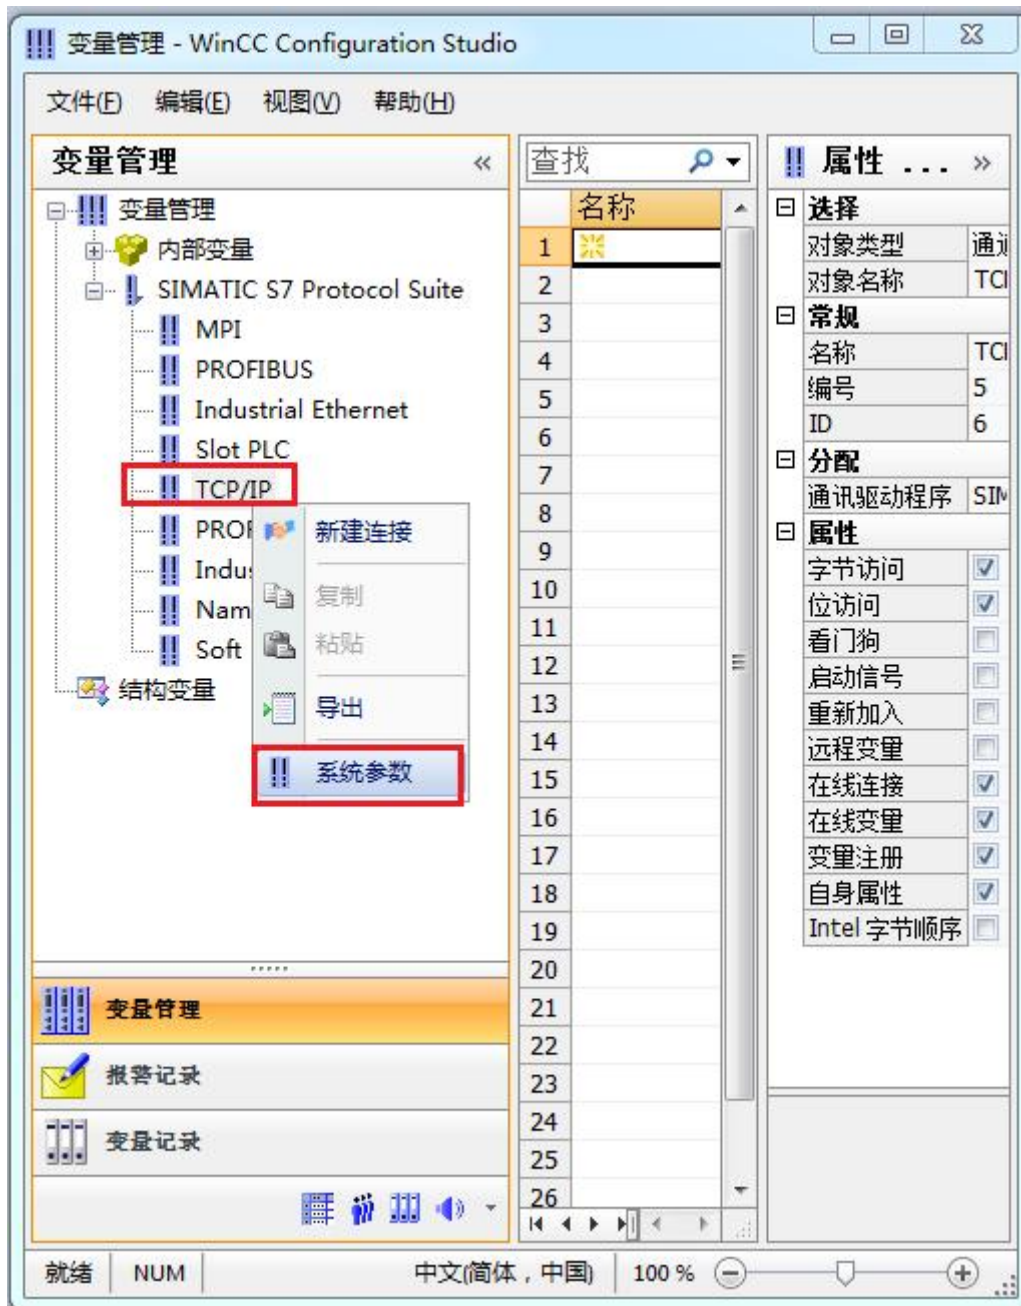 变量管理 - WinCC Configuration Studio
文件(F) 编辑(E) 视图(V) 帮助(H)
变量管理 «
变量管理
内部变量
SIMATIC S7 Protocol Suite
MPI
PROFIBUS
Industrial Ethernet
Slot PLC
TCP/IP
PROF
Indus
Nam
Soft
结构变量
新建连接
复制
粘贴
导出
系统参数
变量管理
报警记录
变量记录
查找
名称
1
2
3
4
5
6
7
8
9
10
11
12
13
14
15
16
17
18
19
20
21
22
23
24
25
26
属性 ... »
选择
对象类型 通讯
对象名称 TCI
常规
名称 TCI
编号 5
ID 6
分配
通讯驱动程序 SIM
属性
字节访问
位访问
看门狗
启动信号
重新加入
远程变量
在线连接
在线变量
变量注册
自身属性
Intel 字节顺序
就绪 NUM 中文(简体，中国) 100 %